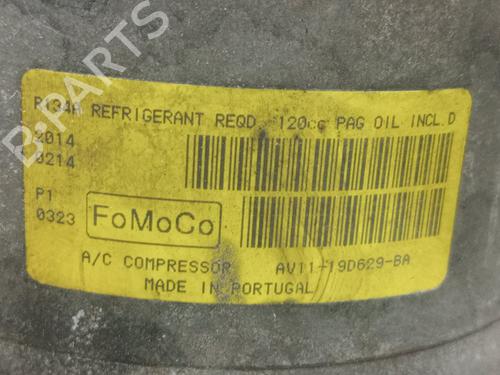 R134A REFRIGERANT REQD. 120cc PAG OIL INCL.D
2014
0214
P1
0323
FoMoCo
A/C COMPRESSOR AV11-19D629-BA
MADE IN PORTUGAL
B-PARTS